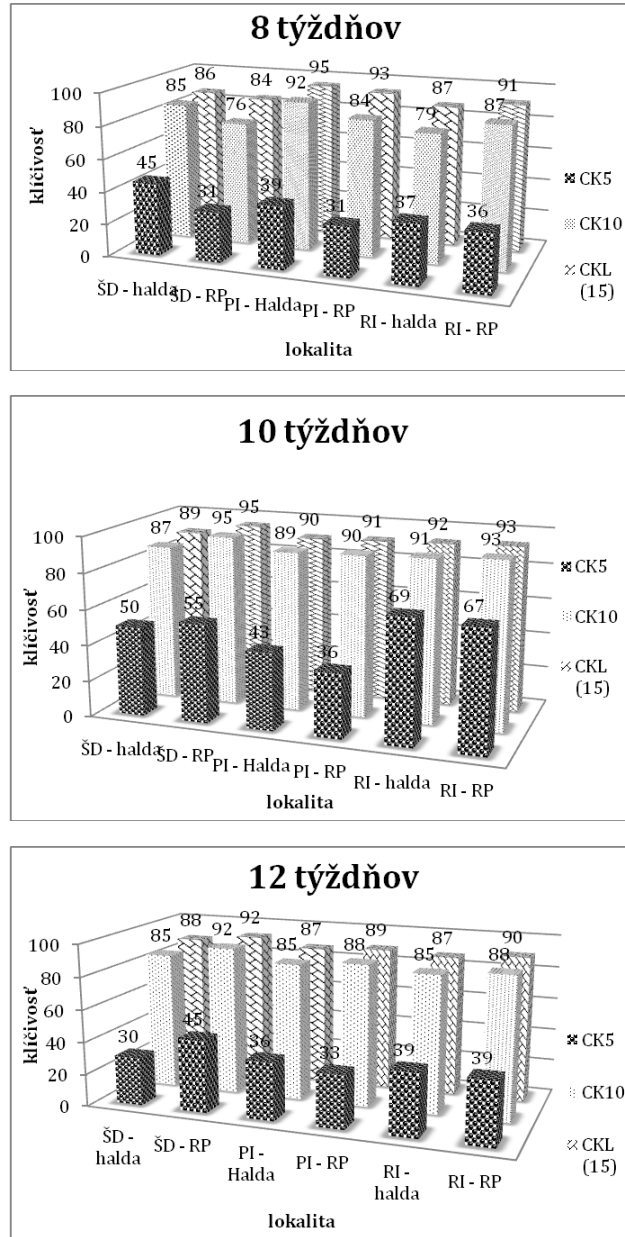 8 týždňov
klíčivosť
100
80
60
40
20
0
85 86 76 84 92 95 84 93 79 87 87 91
45 31 39 31 37 36
ŠD - halda
ŠD - RP
PI - Halda
PI - RP
RI - halda
RI - RP
lokalita
CK5
CK10
CKL
(15)
10 týždňov
klíčivosť
100
80
60
40
20
0
87 89 95 95 89 90 90 91 91 92 93 93
50 55 43 36 69 67
ŠD - halda
ŠD - RP
PI - Halda
PI - RP
RI - halda
RI - RP
lokalita
CK5
CK10
CKL
(15)
12 týždňov
klíčivosť
100
80
60
40
20
0
85 88 92 92 85 87 88 89 85 87 88 90
30 45 36 33 39 39
ŠD -
halda
ŠD - RP
PI -
Halda
PI - RP
RI -
halda
RI - RP
lokalita
CK5
CK10
CKL
(15)